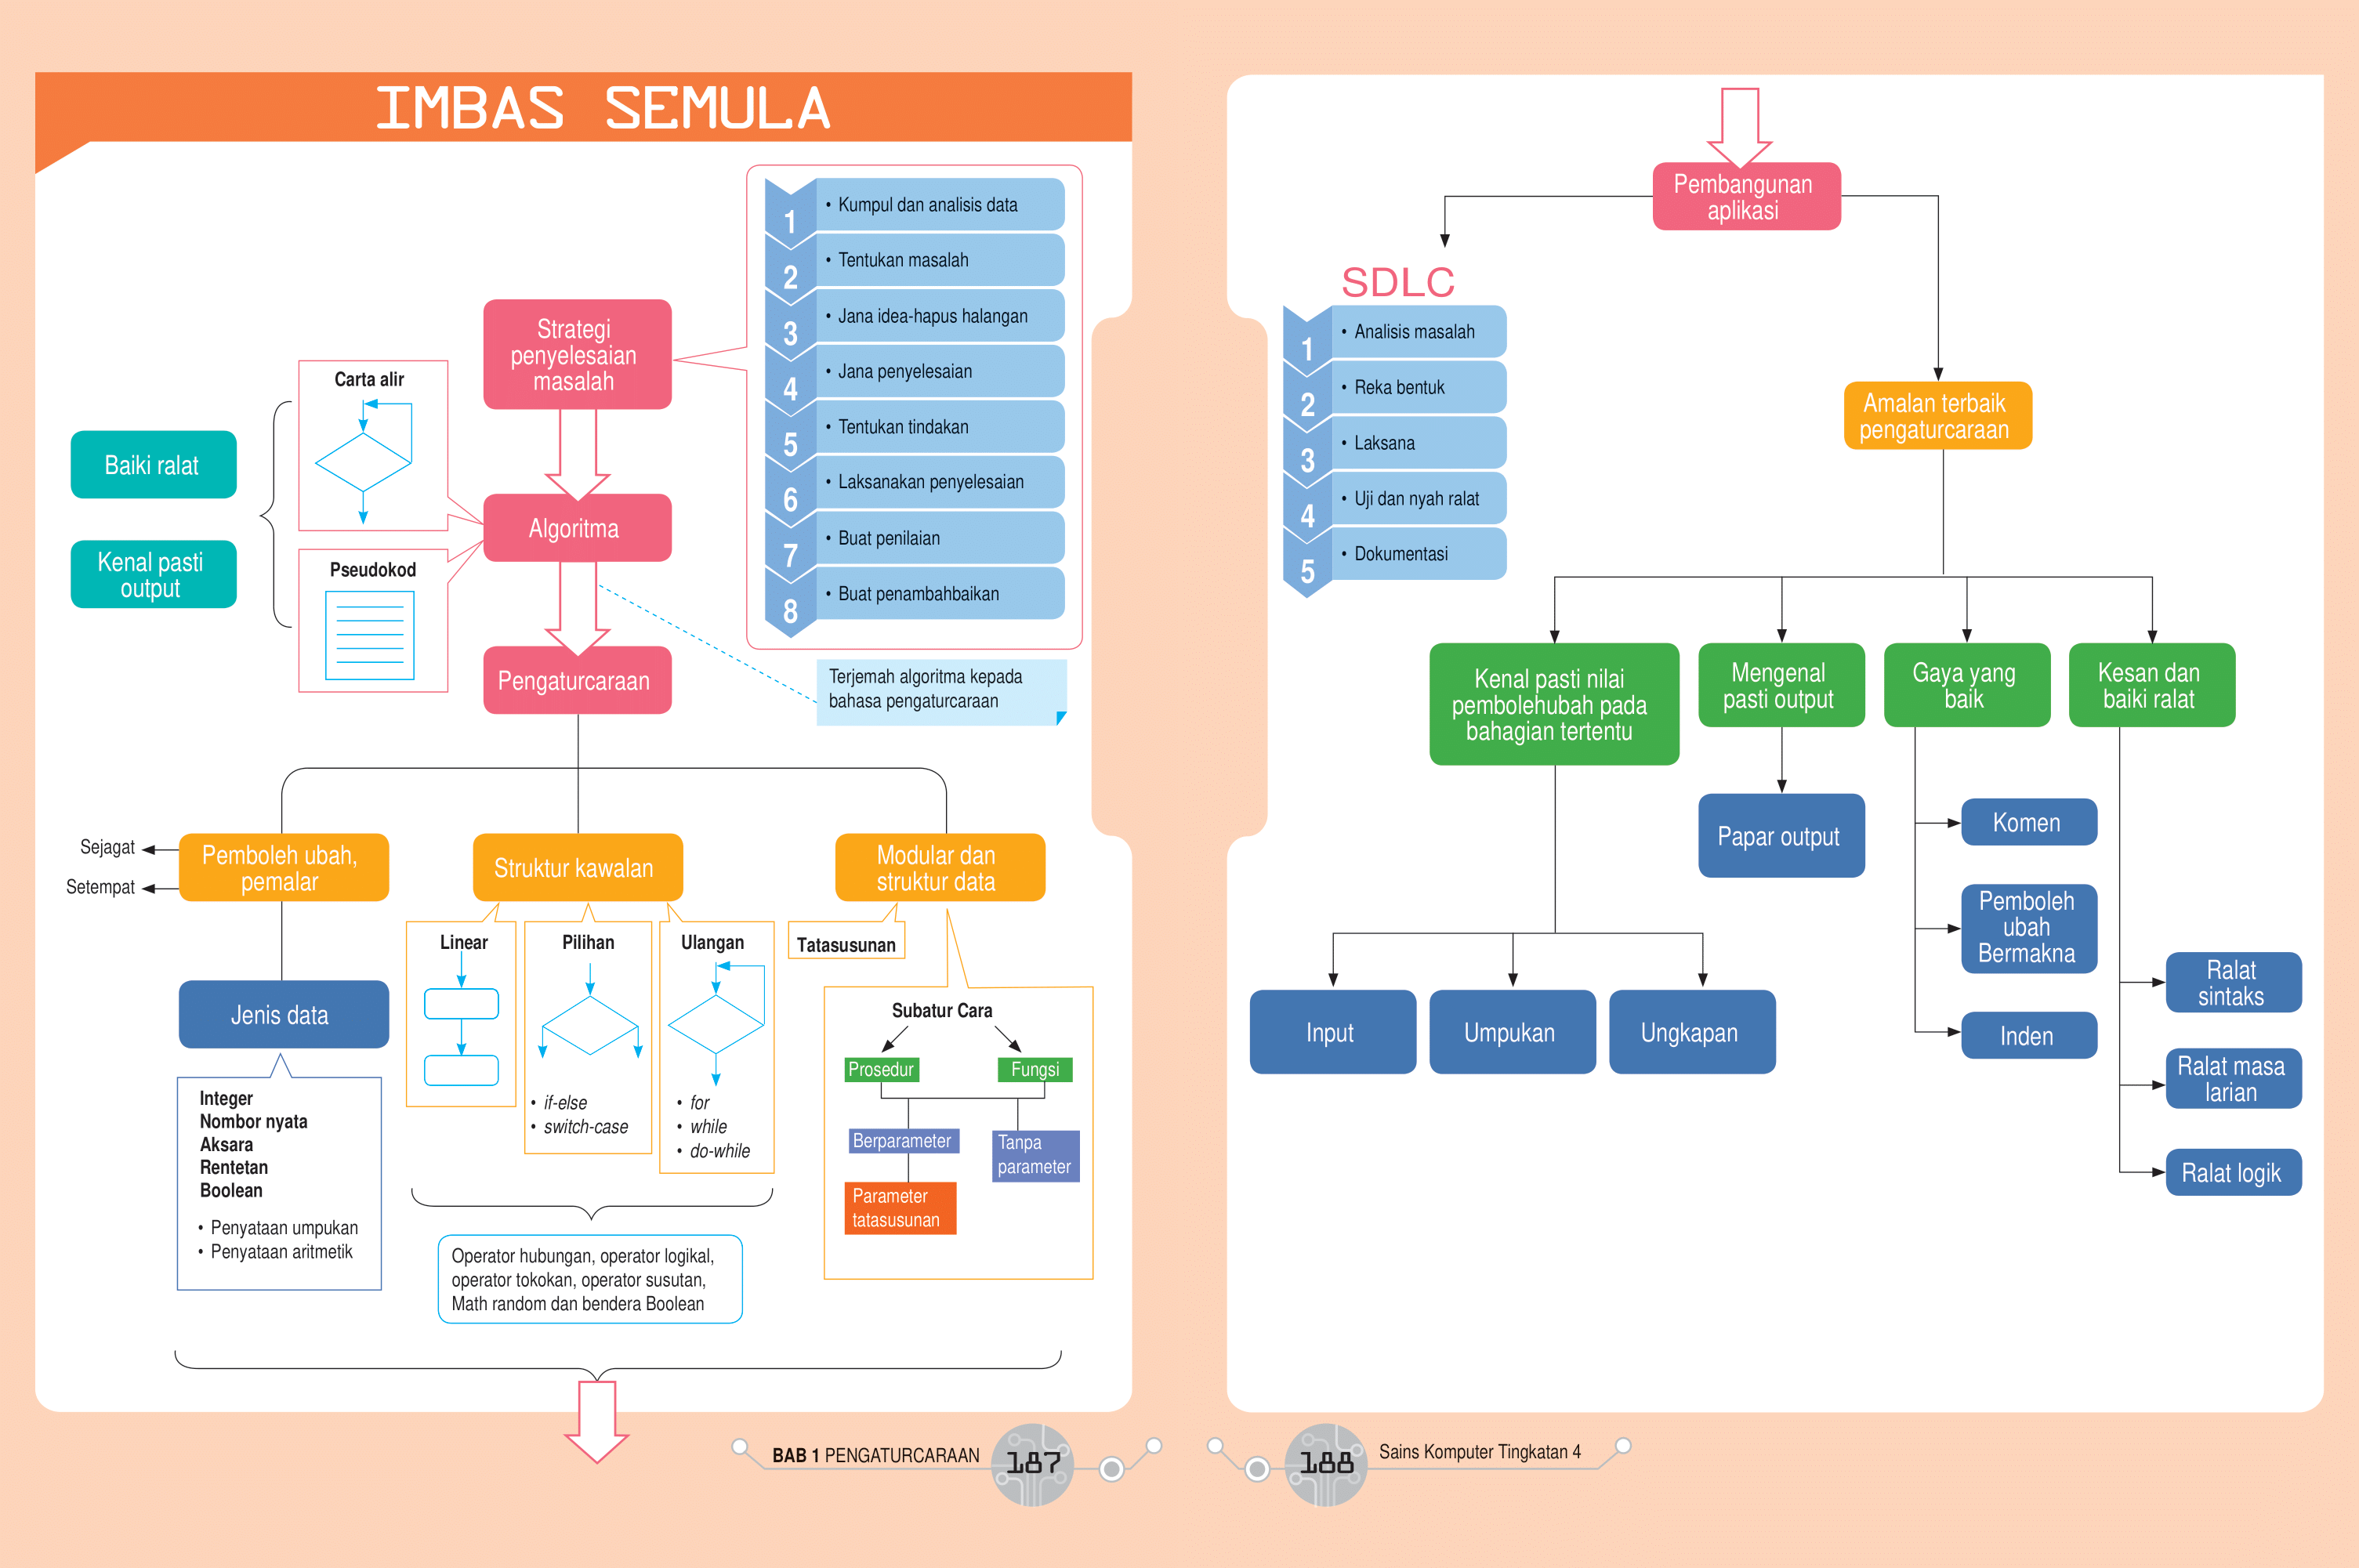 IMBAS SEMULA
1
• Kumpul dan analisis data
2
• Tentukan masalah
3
• Jana idea-hapus halangan
4
• Jana penyelesaian
5
• Tentukan tindakan
6
• Laksanakan penyelesaian
7
• Buat penilaian
8
• Buat penambahbaikan
Strategi
penyelesaian
masalah
Carta alir
Baiki ralat
Kenal pasti
output
Algoritma
Pseudokod
Pengaturcaraan
Terjemah algoritma kepada
bahasa pengaturcaraan
Sejagat
Setempat
Pemboleh ubah,
pemalar
Struktur kawalan
Modular dan
struktur data
Jenis data
Integer
Nombor nyata
Aksara
Rentetan
Boolean
• Penyataan umpukan
• Penyataan aritmetik
Linear
Pilihan
• if-else
• switch-case
Ulangan
• for
• while
• do-while
Operator hubungan, operator logikal,
operator tokokan, operator susutan,
Math random dan bendera Boolean
Tatasusunan
Subatur Cara
Prosedur
Fungsi
Berparameter
Tanpa
parameter
Parameter
tatasusunan
BAB 1 PENGATURCARAAN
187
Pembangunan
aplikasi
SDLC
1
• Analisis masalah
2
• Reka bentuk
3
• Laksana
4
• Uji dan nyah ralat
5
• Dokumentasi
Amalan terbaik
pengaturcaraan
Kenal pasti nilai
pembolehubah pada
bahagian tertentu
Mengenal
pasti output
Gaya yang
baik
Kesan dan
baiki ralat
Papar output
Komen
Pemboleh
ubah
Bermakna
Inden
Ralat
sintaks
Ralat masa
larian
Ralat logik
Input
Umpukan
Ungkapan
188
Sains Komputer Tingkatan 4